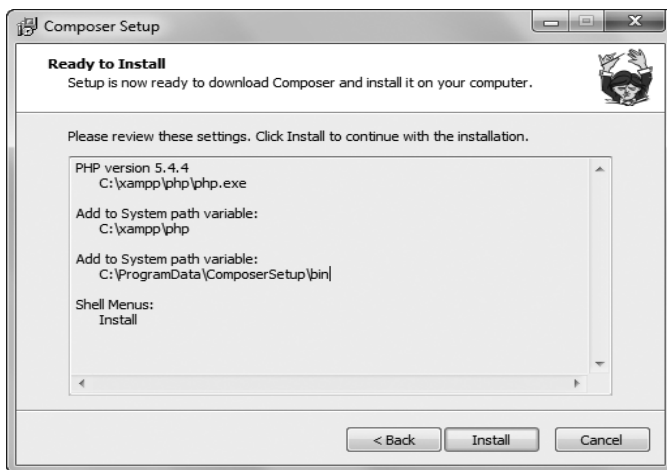 Composer Setup
Ready to Install
Setup is now ready to download Composer and install it on your computer.
Please review these settings. Click Install to continue with the installation.
PHP version 5.4.4
C:\xampp\php\php.exe
Add to System path variable:
C:\xampp\php
Add to System path variable:
C:\ProgramData\ComposerSetup\bin
Shell Menus:
Install
< Back
Install
Cancel